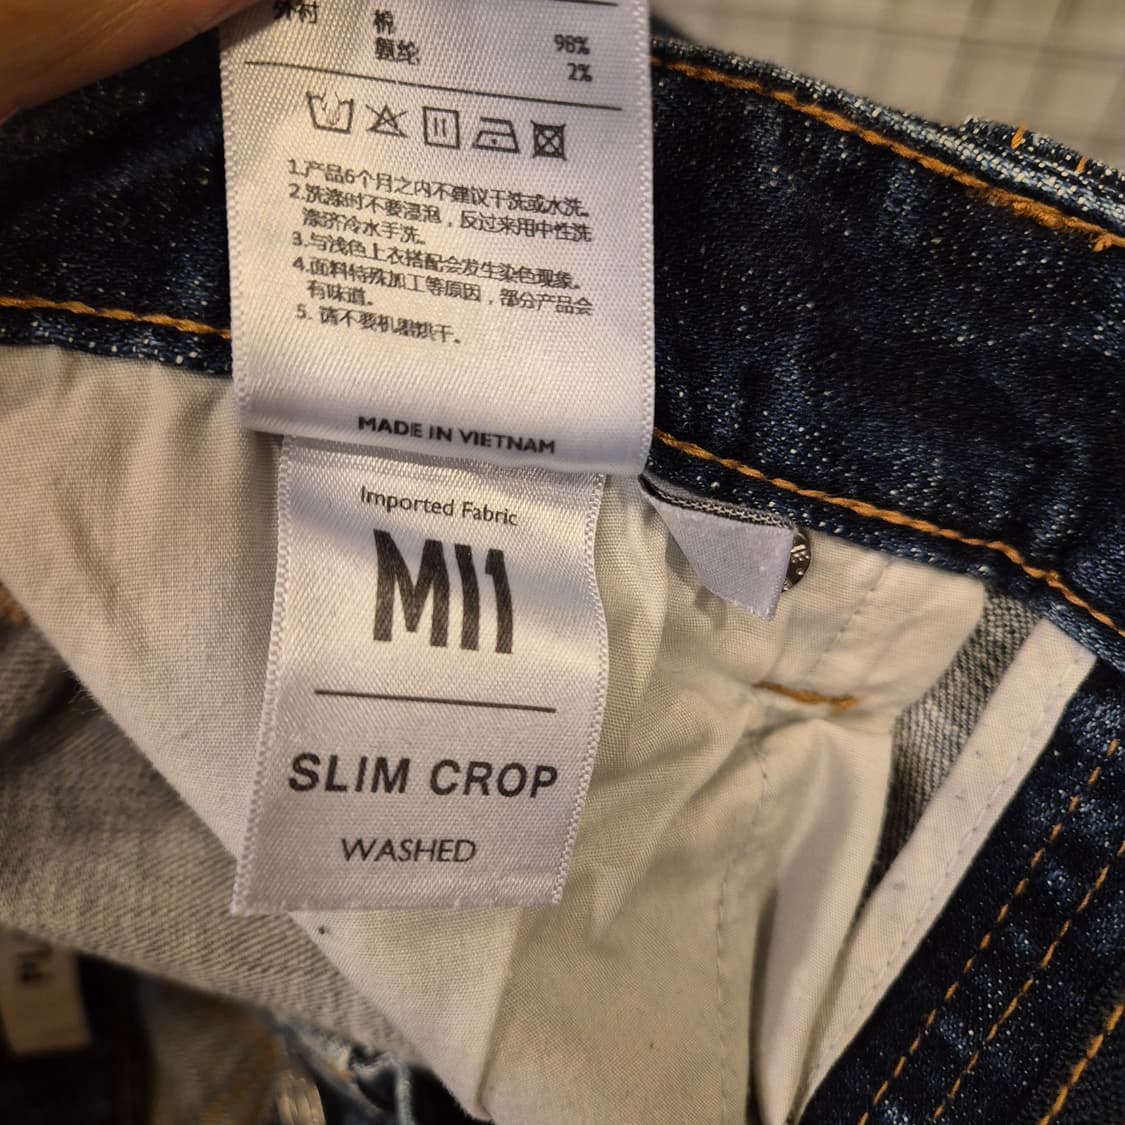 外衬 棉 98%
氨纶 2%
1.产品6个月之内不建议干洗或水洗。
2.洗涤时不要浸泡，反过来用中性洗
涤济冷水手洗。
3.与浅色上衣搭配会发生染色现象。
4.面料特殊加工等原因，部分产品会
有味道。
5. 请不要机器烘干。
MADE IN VIETNAM
Imported Fabric
M11
SLIM CROP
WASHED